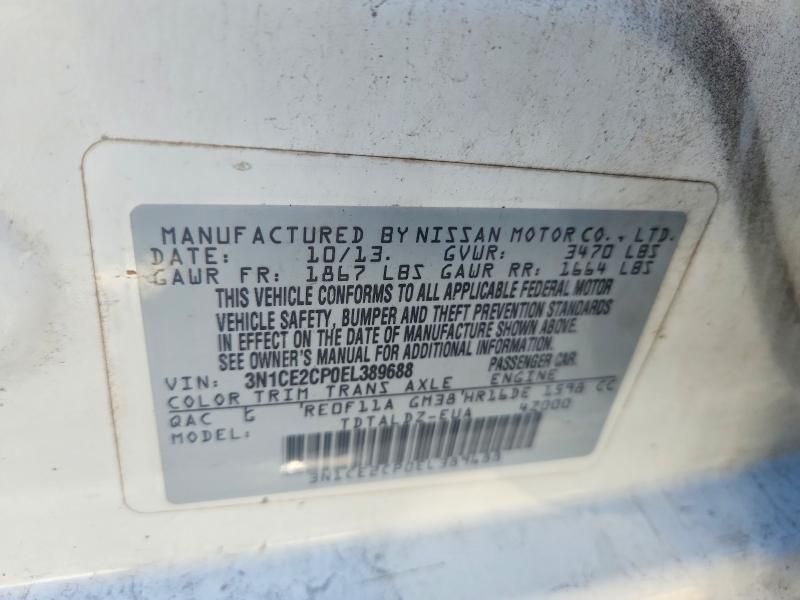 MANUFACTURED BY NISSAN MOTOR CO., LTD.
DATE: 10/13. GVWR: 3470 LBS
GAWR FR: 1867 LBS GAWR RR: 1664 LBS
THIS VEHICLE CONFORMS TO ALL APPLICABLE FEDERAL MOTOR
VEHICLE SAFETY, BUMPER AND THEFT PREVENTION STANDARDS
IN EFFECT ON THE DATE OF MANUFACTURE SHOWN ABOVE.
SEE OWNER'S MANUAL FOR ADDITIONAL INFORMATION.
VIN: 3N1CE2CP0EL389688 PASSENGER CAR.
COLOR TRIM TRANS AXLE ENGINE
QAC G RE0F11A GM38 HR16DE 1598 CC
MODEL: TDTALDZ-EUA 42000
3N1CE2CP0EL389688